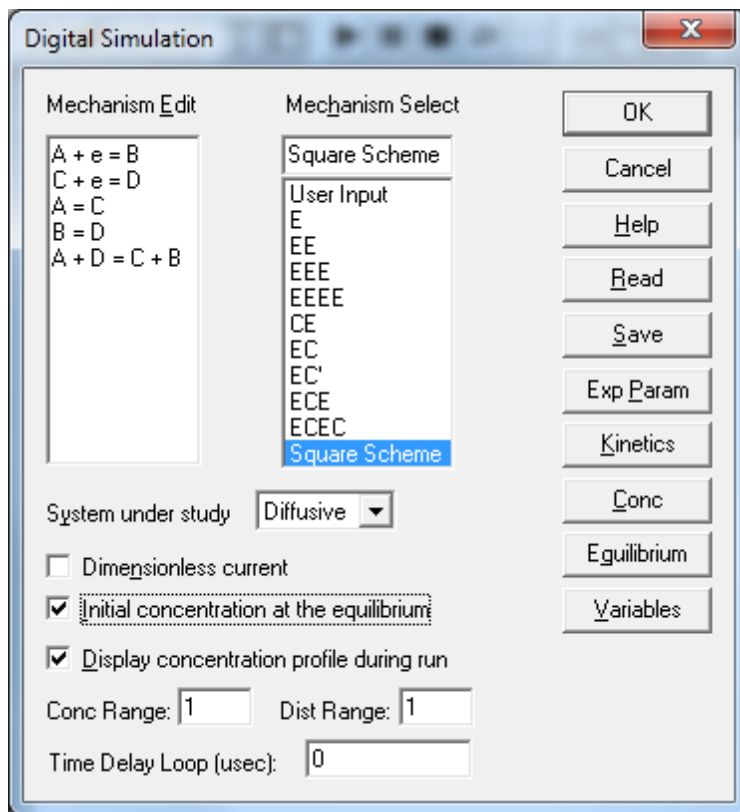 Digital Simulation
Mechanism Edit
A + e = B
C + e = D
A = C
B = D
A + D = C + B
Mechanism Select
Square Scheme
User Input
E
EE
EEE
EEEE
CE
EC
EC'
ECE
ECEC
Square Scheme
OK
Cancel
Help
Read
Save
Exp Param
Kinetics
Conc
Eguilibrium
Variables
System under study Diffusive
Dimensionless current
Initial concentration at the equilibrium
Display concentration profile during run
Conc Range: 1 Dist Range: 1
Time Delay Loop (usec): 0